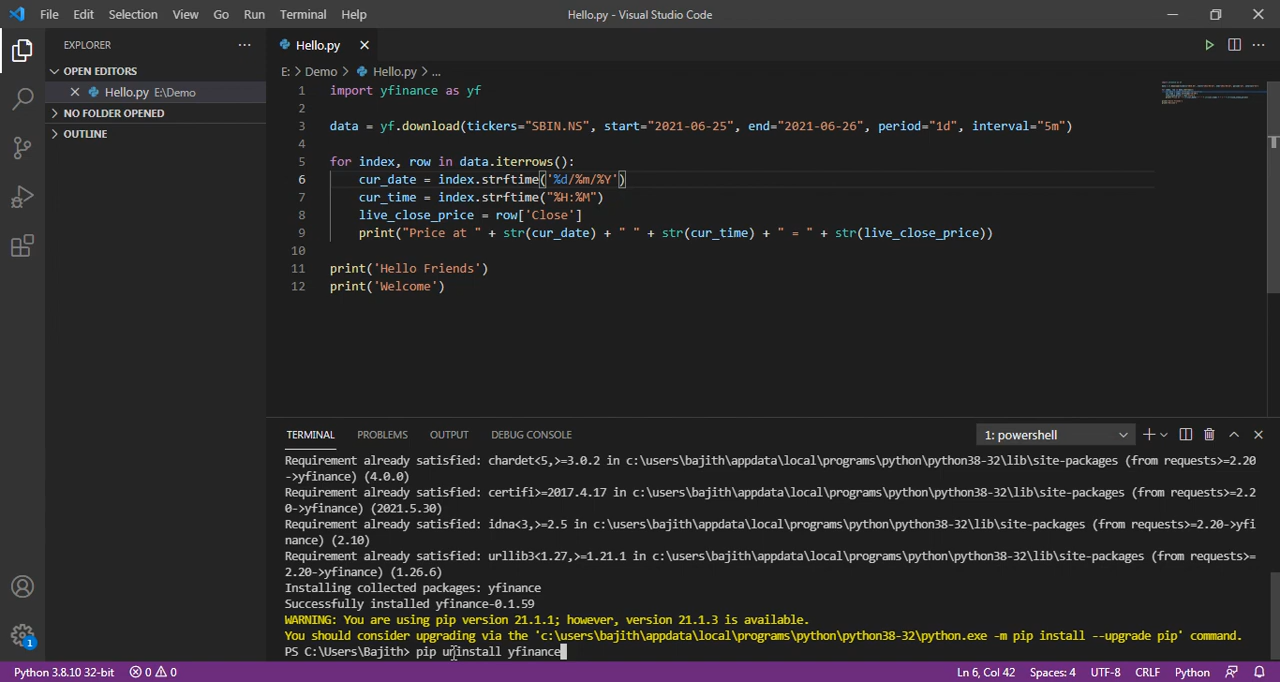 File Edit Selection View Go Run Terminal Help
Hello.py - Visual Studio Code
EXPLORER
OPEN EDITORS
Hello.py E:\Demo
NO FOLDER OPENED
OUTLINE
Hello.py
E: > Demo > Hello.py > ...
1 import yfinance as yf
2
3 data = yf.download(tickers="SBIN.NS", start="2021-06-25", end="2021-06-26", period="1d", interval="5m")
4
5 for index, row in data.iterrows():
6 cur_date = index.strftime('%d/%m/%Y')
7 cur_time = index.strftime("%H:%M")
8 live_close_price = row['Close']
9 print("Price at " + str(cur_date) + " " + str(cur_time) + " = " + str(live_close_price))
10
11 print('Hello Friends')
12 print('Welcome')
TERMINAL PROBLEMS OUTPUT DEBUG CONSOLE
1: powershell
Requirement already satisfied: chardet<5,>=3.0.2 in c:\users\bajith\appdata\local\programs\python\python38-32\lib\site-packages (from requests>=2.20
->yfinance) (4.0.0)
Requirement already satisfied: certifi>=2017.4.17 in c:\users\bajith\appdata\local\programs\python\python38-32\lib\site-packages (from requests>=2.2
0->yfinance) (2021.5.30)
Requirement already satisfied: idna<3,>=2.5 in c:\users\bajith\appdata\local\programs\python\python38-32\lib\site-packages (from requests>=2.20->yfi
nance) (2.10)
Requirement already satisfied: urllib3<1.27,>=1.21.1 in c:\users\bajith\appdata\local\programs\python\python38-32\lib\site-packages (from requests>=
2.20->yfinance) (1.26.6)
Installing collected packages: yfinance
Successfully installed yfinance-0.1.59
WARNING: You are using pip version 21.1.1; however, version 21.1.3 is available.
You should consider upgrading via the 'c:\users\bajith\appdata\local\programs\python\python38-32\python.exe -m pip install --upgrade pip' command.
PS C:\Users\Bajith> pip uninstall yfinance
1
Python 3.8.10 32-bit 0 0
Ln 6, Col 42 Spaces: 4 UTF-8 CRLF Python